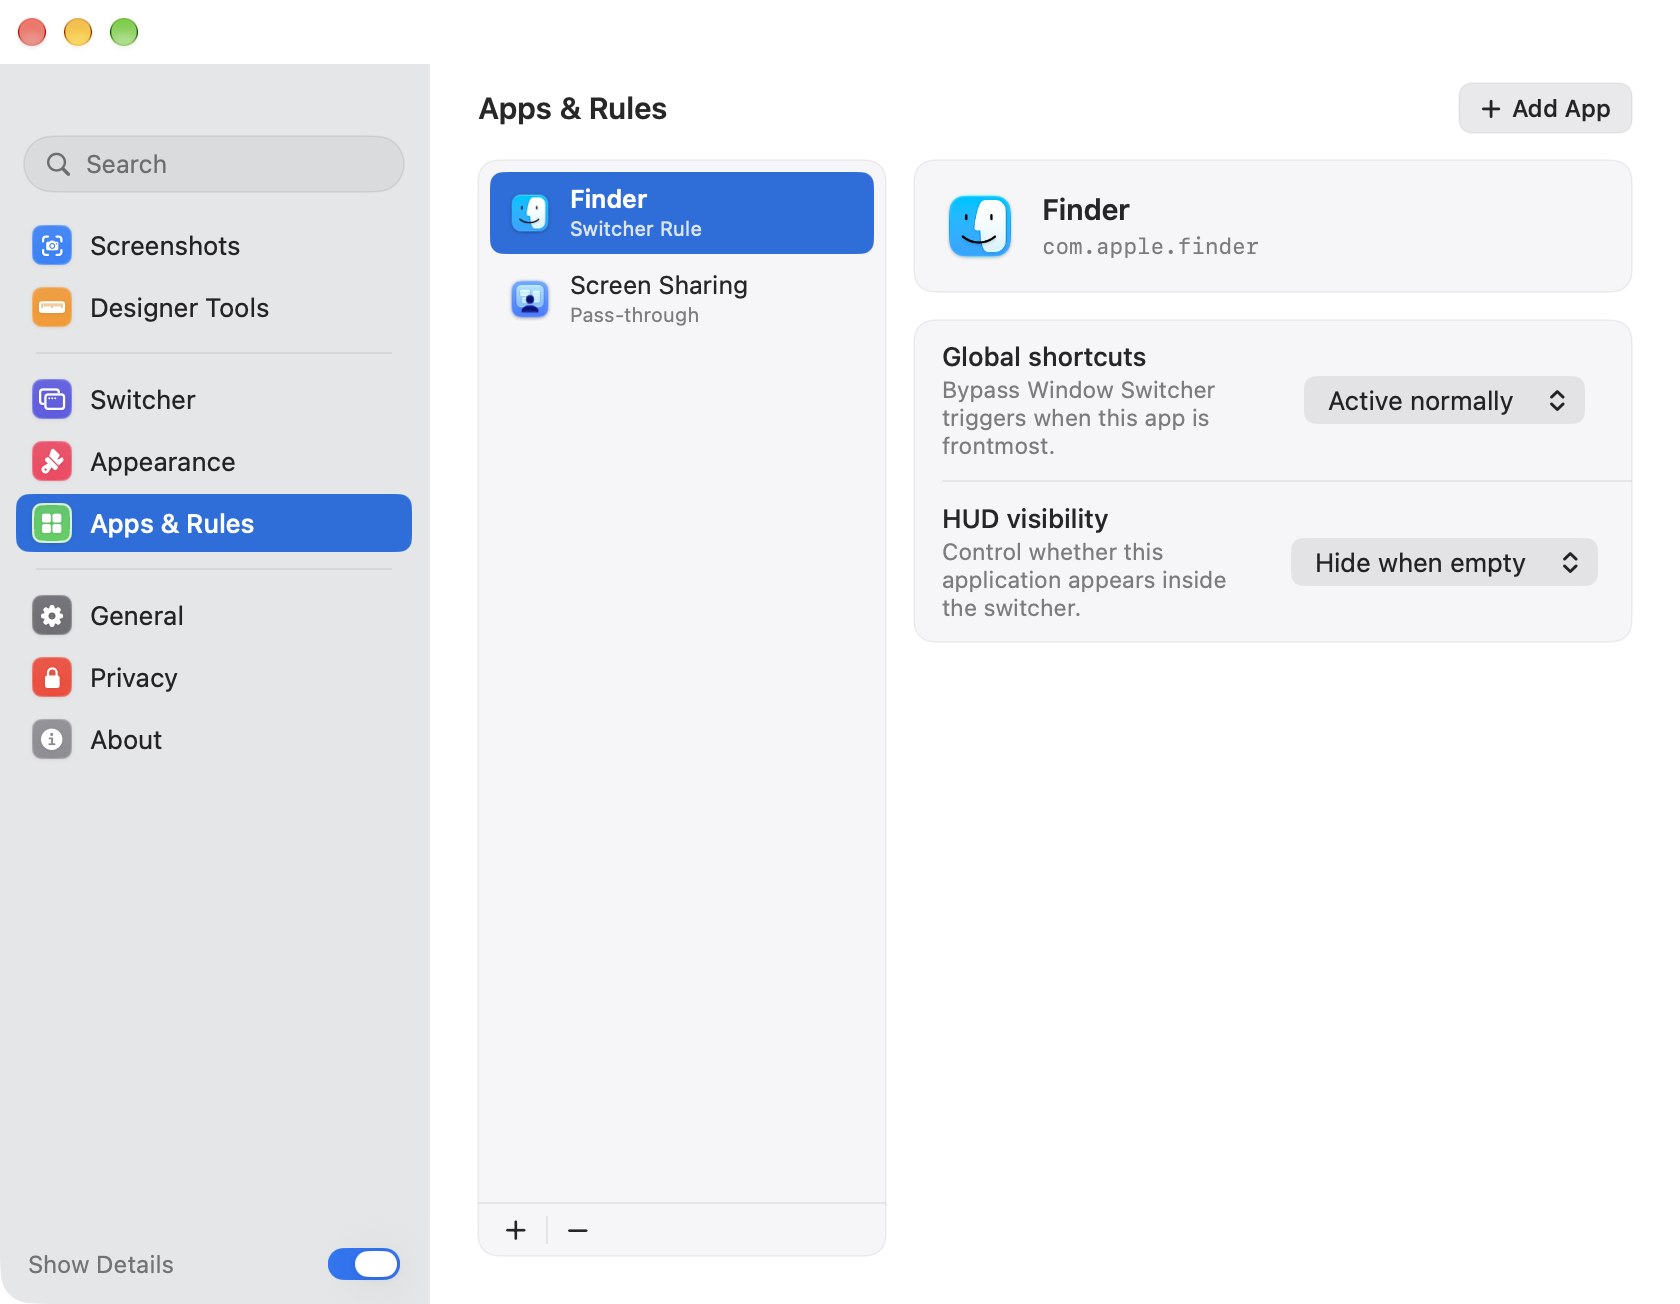 Search
Screenshots
Designer Tools
Switcher
Appearance
Apps & Rules
General
Privacy
About
Show Details
Apps & Rules
+ Add App
Finder
Switcher Rule
Screen Sharing
Pass-through
Finder
com.apple.finder
Global shortcuts
Bypass Window Switcher
triggers when this app is
frontmost.
Active normally
HUD visibility
Control whether this
application appears inside
the switcher.
Hide when empty